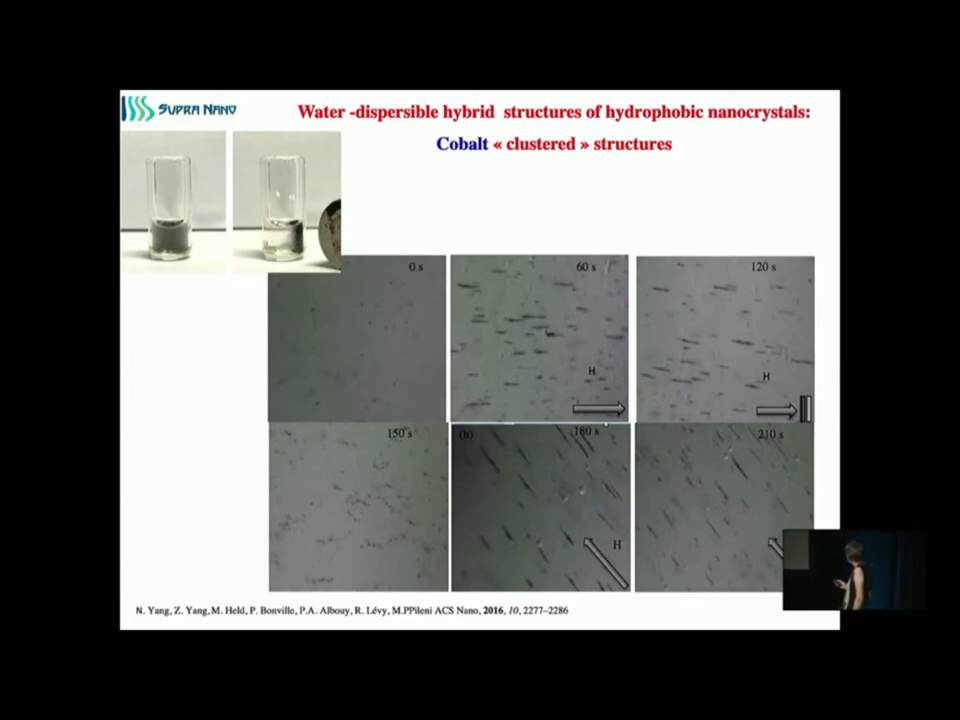 SUPRA NANO
Water -dispersible hybrid structures of hydrophobic nanocrystals:
Cobalt « clustered » structures
0 s
60 s
120 s
H
H
150 s
(h)
180 s
210 s
H
N. Yang, Z. Yang, M. Held, P. Bonville, P.A. Albouy, R. Lévy, M.PPileni ACS Nano, 2016, 10, 2277–2286